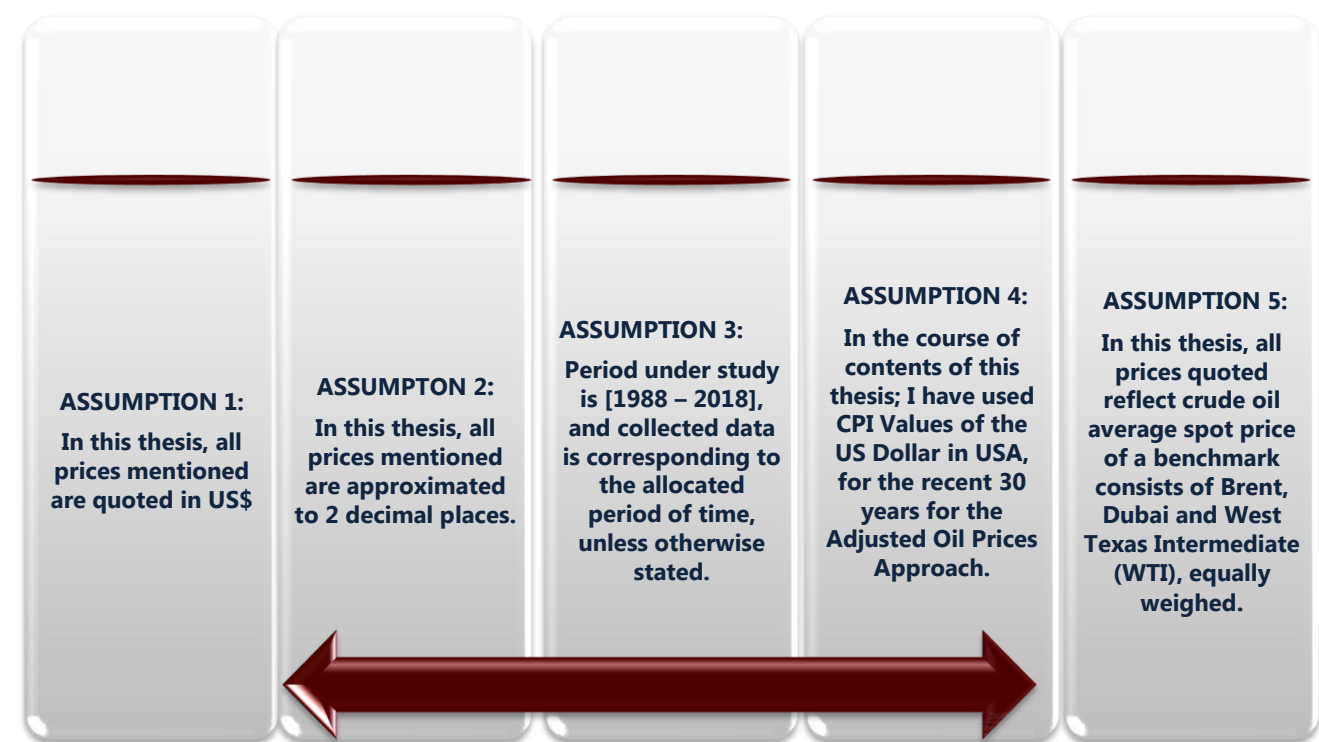 ASSUMPTION 1:
In this thesis, all
prices mentioned
are quoted in US$
ASSUMPTON 2:
In this thesis, all
prices mentioned
are approximated
to 2 decimal places.
ASSUMPTION 3:
Period under study
is [1988 – 2018],
and collected data
is corresponding to
the allocated
period of time,
unless otherwise
stated.
ASSUMPTION 4:
In the course of
contents of this
thesis; I have used
CPI Values of the
US Dollar in USA,
for the recent 30
years for the
Adjusted Oil Prices
Approach.
ASSUMPTION 5:
In this thesis, all
prices quoted
reflect crude oil
average spot price
of a benchmark
consists of Brent,
Dubai and West
Texas Intermediate
(WTI), equally
weighed.